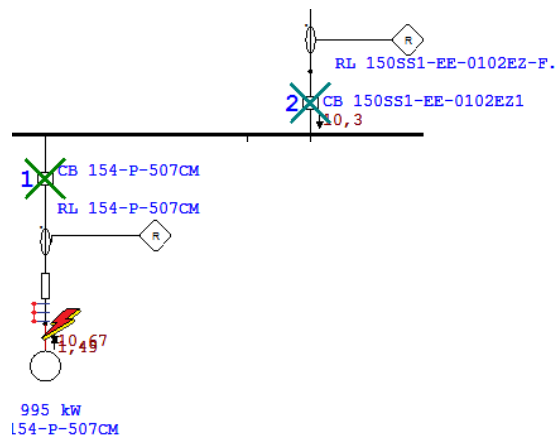 R
RL 150SS1-EE-0102EZ-F.
2
CB 150SS1-EE-0102EZ1
10,3
1
CB 154-P-507CM
RL 154-P-507CM
R
10,67
1,49
995 kW
154-P-507CM